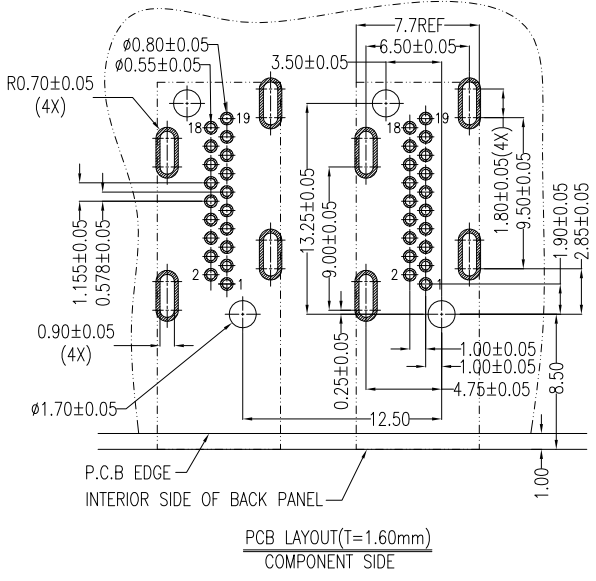 7.7REF
6.50±0.05
3.50±0.05
ø0.80±0.05
ø0.55±0.05
R0.70±0.05
(4X)
18
19
18
19
1.155±0.05
0.578±0.05
13.25±0.05
9.00±0.05
1.80±0.05(4X)
9.50±0.05
1.90±0.05
2.85±0.05
2
1
2
1
0.90±0.05
(4X)
0.25±0.05
1.00±0.05
1.00±0.05
4.75±0.05
8.50
ø1.70±0.05
12.50
P.C.B EDGE
INTERIOR SIDE OF BACK PANEL
1.00
PCB LAYOUT(T=1.60mm)
COMPONENT SIDE